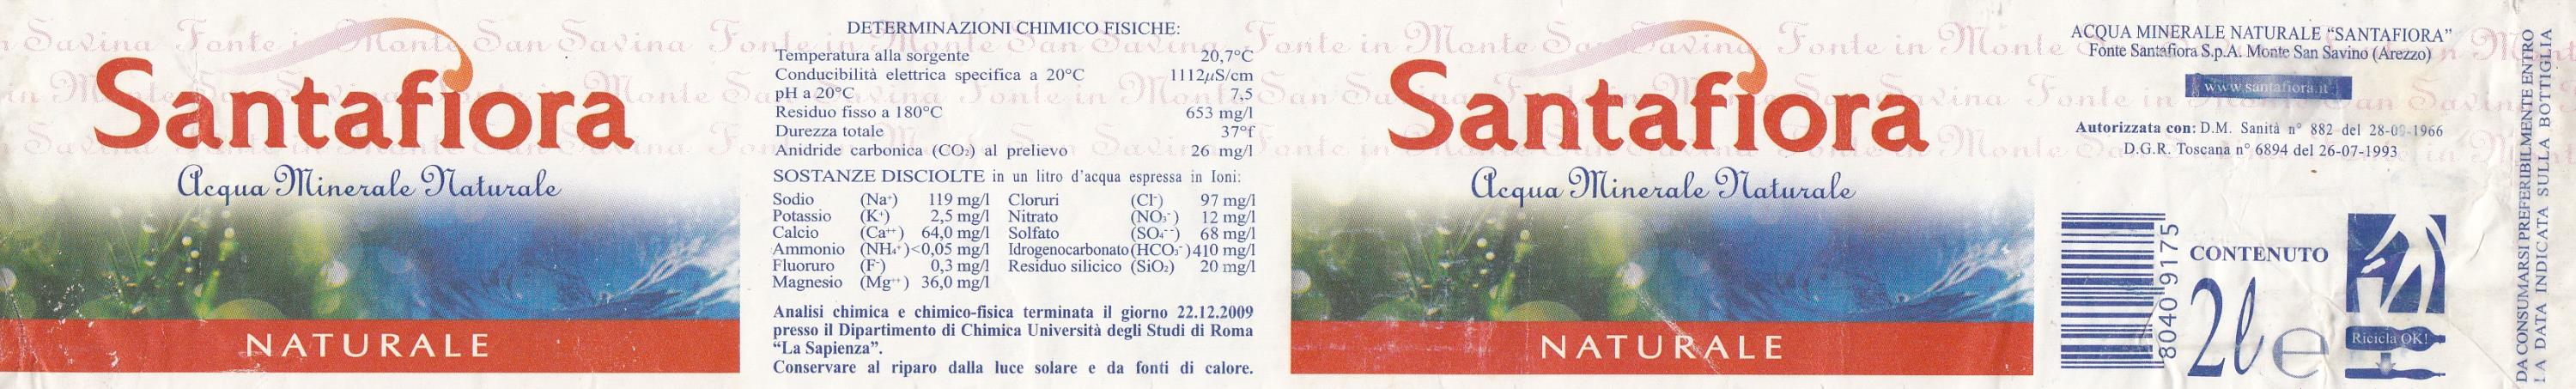 Fonte in Monte San Savina
Santafiora
Acqua Minerale Naturale
NATURALE
DETERMINAZIONI CHIMICO FISICHE:
Temperatura alla sorgente 20,7°C
Conducibilità elettrica specifica a 20°C 1112µS/cm
pH a 20°C 7,5
Residuo fisso a 180°C 653 mg/l
Durezza totale 37°f
Anidride carbonica (CO₂) al prelievo 26 mg/l
SOSTANZE DISCIOLTE in un litro d'acqua espressa in Ioni:
Sodio (Na⁺) 119 mg/l Cloruri (Cl⁻) 97 mg/l
Potassio (K⁺) 2,5 mg/l Nitrato (NO₃⁻) 12 mg/l
Calcio (Ca⁺⁺) 64,0 mg/l Solfato (SO₄⁻⁻) 68 mg/l
Ammonio (NH₄⁺)<0,05 mg/l Idrogenocarbonato (HCO₃⁻) 410 mg/l
Fluoruro (F⁻) 0,3 mg/l Residuo silicico (SiO₂) 20 mg/l
Magnesio (Mg⁺⁺) 36,0 mg/l
Analisi chimica e chimico-fisica terminata il giorno 22.12.2009
presso il Dipartimento di Chimica Università degli Studi di Roma
“La Sapienza”.
Conservare al riparo dalla luce solare e da fonti di calore.
Santafiora
Acqua Minerale Naturale
NATURALE
ACQUA MINERALE NATURALE “SANTAFIORA”
Fonte Santafiora S.p.A. Monte San Savino (Arezzo)
www.santafiora.it
Autorizzata con: D.M. Sanità n° 882 del 28-09-1966
D.G.R. Toscana n° 6894 del 26-07-1993
8040 9175
CONTENUTO
2l e
Ricicla OK!
DA CONSUMARSI PREFERIBILMENTE ENTRO
LA DATA INDICATA SULLA BOTTIGLIA